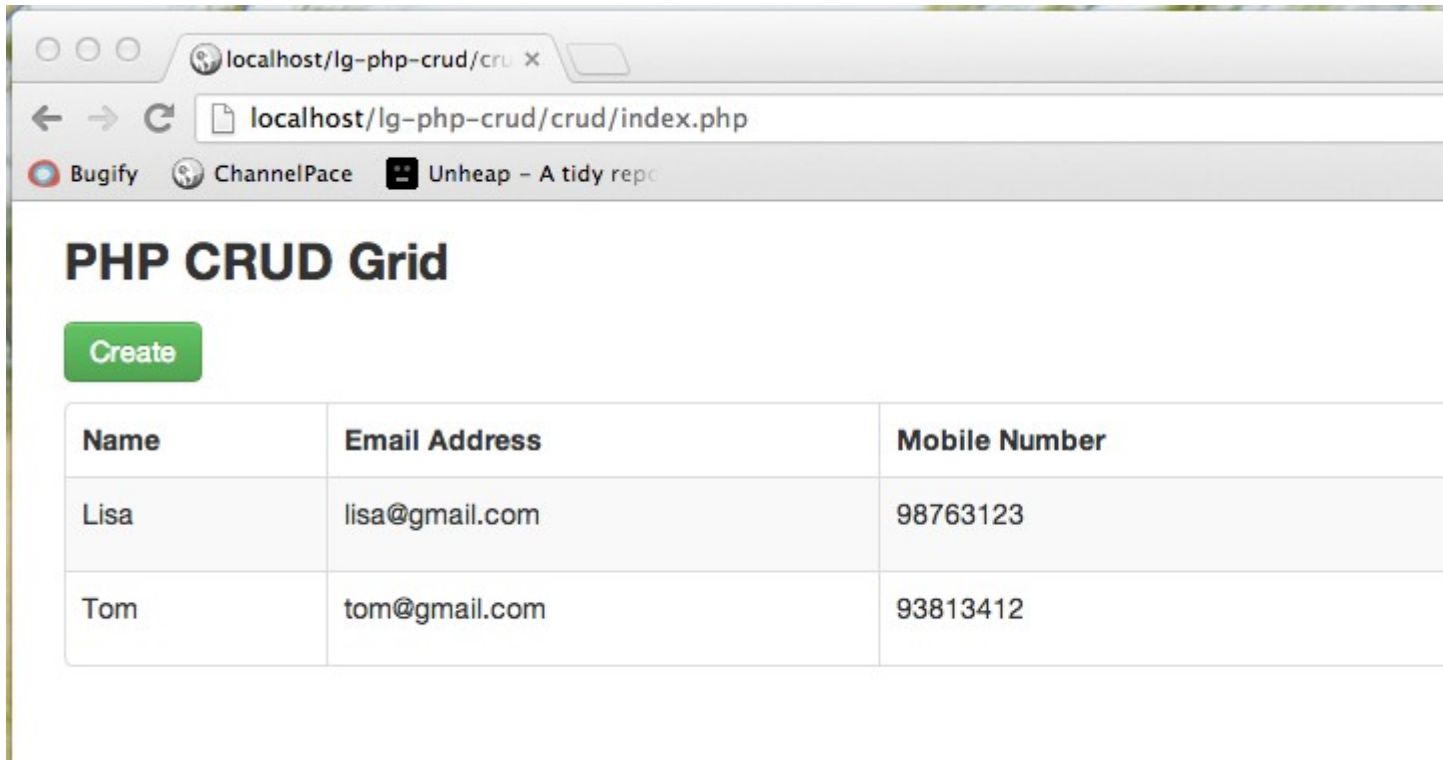 localhost/lg-php-crud/cru
localhost/lg-php-crud/crud/index.php
Bugify ChannelPace Unheap - A tidy repo
PHP CRUD Grid
Create
Name Email Address Mobile Number
Lisa lisa@gmail.com 98763123
Tom tom@gmail.com 93813412